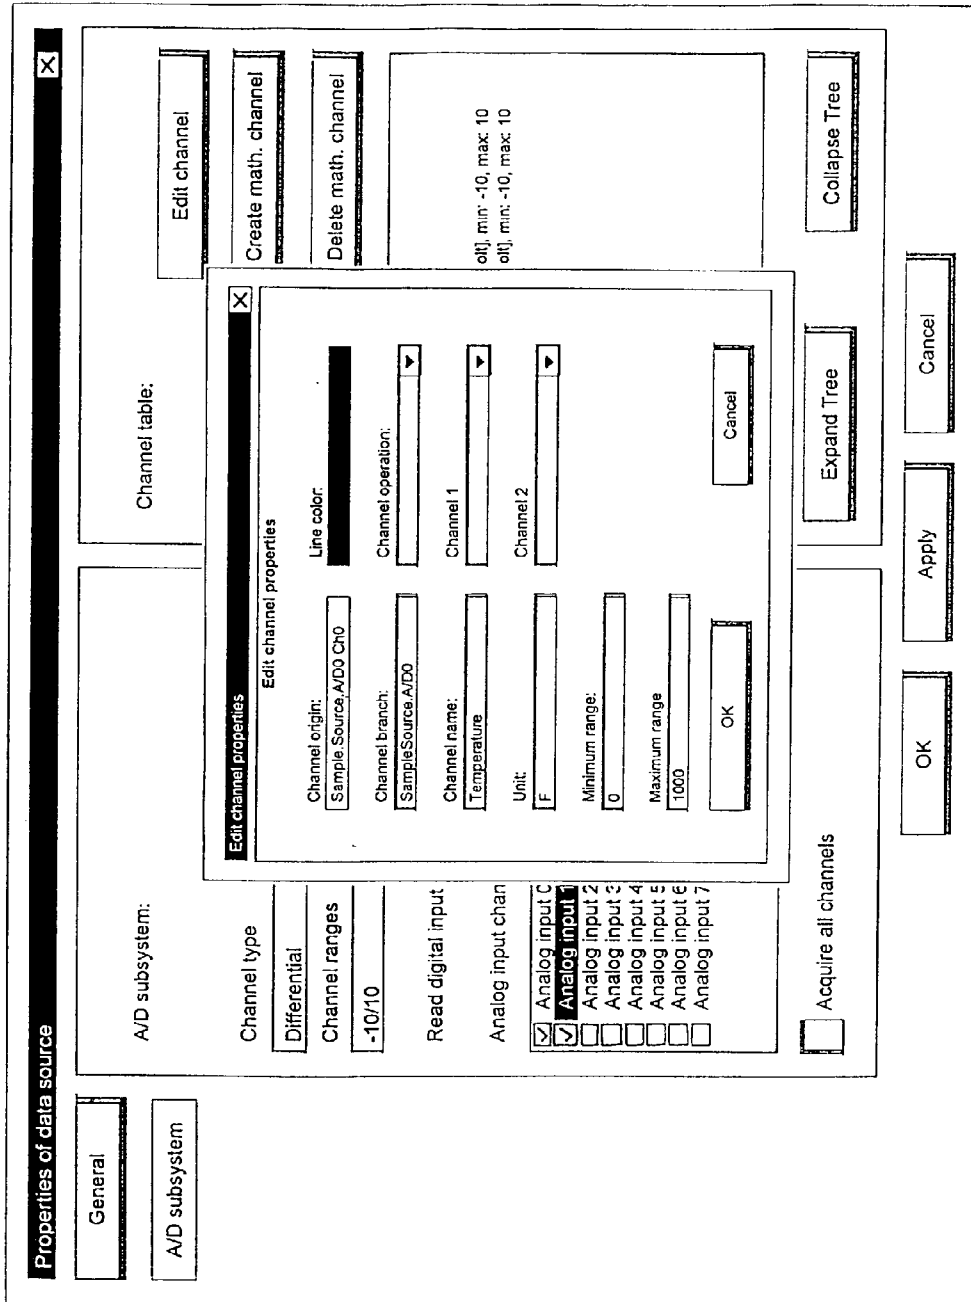 Properties of data source
General
A/D subsystem
A/D subsystem:
Channel type
Differential
Channel ranges
-10/10
Read digital input
Analog input chan
Analog input 0
Analog input 1
Analog input 2
Analog input 3
Analog input 4
Analog input 5
Analog input 6
Analog input 7
Acquire all channels
Channel table:
Edit channel
Create math. channel
Delete math. channel
olt], min: -10, max: 10
olt], min: -10, max: 10
Expand Tree
Collapse Tree
Edit channel properties
Edit channel properties
Channel origin:
Sample.Source.A/D0 Ch0
Line color:
Channel branch:
SampleSource.A/D0
Channel operation:
Channel name:
Temperature
Channel 1
Unit:
F
Channel 2
Minimum range:
0
Maximum range
1000
OK
Cancel
OK
Apply
Cancel